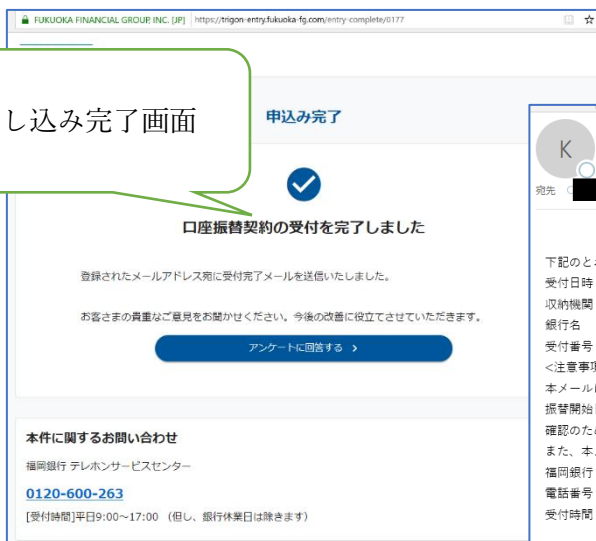 FUKUOKA FINANCIAL GROUP, INC. [JP] https://trigon-entry.fukuoka-fg.com/entry-complete/0177
し込み完了画面
申込み完了
口座振替契約の受付を完了しました
登録されたメールアドレス宛に受付完了メールを送信いたしました。
お客さまの貴重なご意見をお聞かせください。今後の改善に役立てさせていただきます。
アンケートに回答する >
本件に関するお問い合わせ
福岡銀行 テレホンサービスセンター
0120-600-263
[受付時間]平日9:00～17:00 （但し、銀行休業日は除きます）
K
宛先
下記のと
受付日時
収納機関
銀行名
受付番号
<注意事項
本メールに
振替開始
確認のため
また、本
福岡銀行
電話番号
受付時間